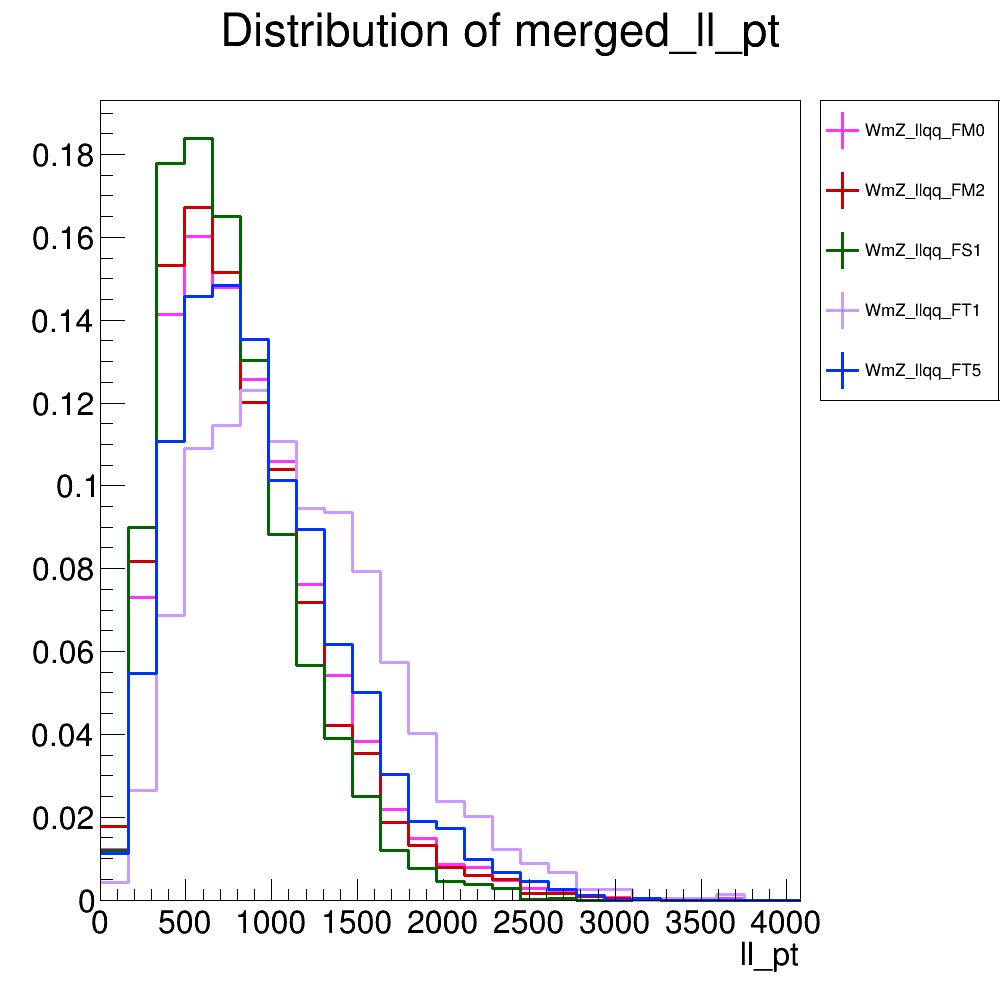 Distribution of merged_ll_pt
WmZ_llqq_FM0
WmZ_llqq_FM2
WmZ_llqq_FS1
WmZ_llqq_FT1
WmZ_llqq_FT5
0.18
0.16
0.14
0.12
0.1
0.08
0.06
0.04
0.02
0
0 500 1000 1500 2000 2500 3000 3500 4000
ll_pt